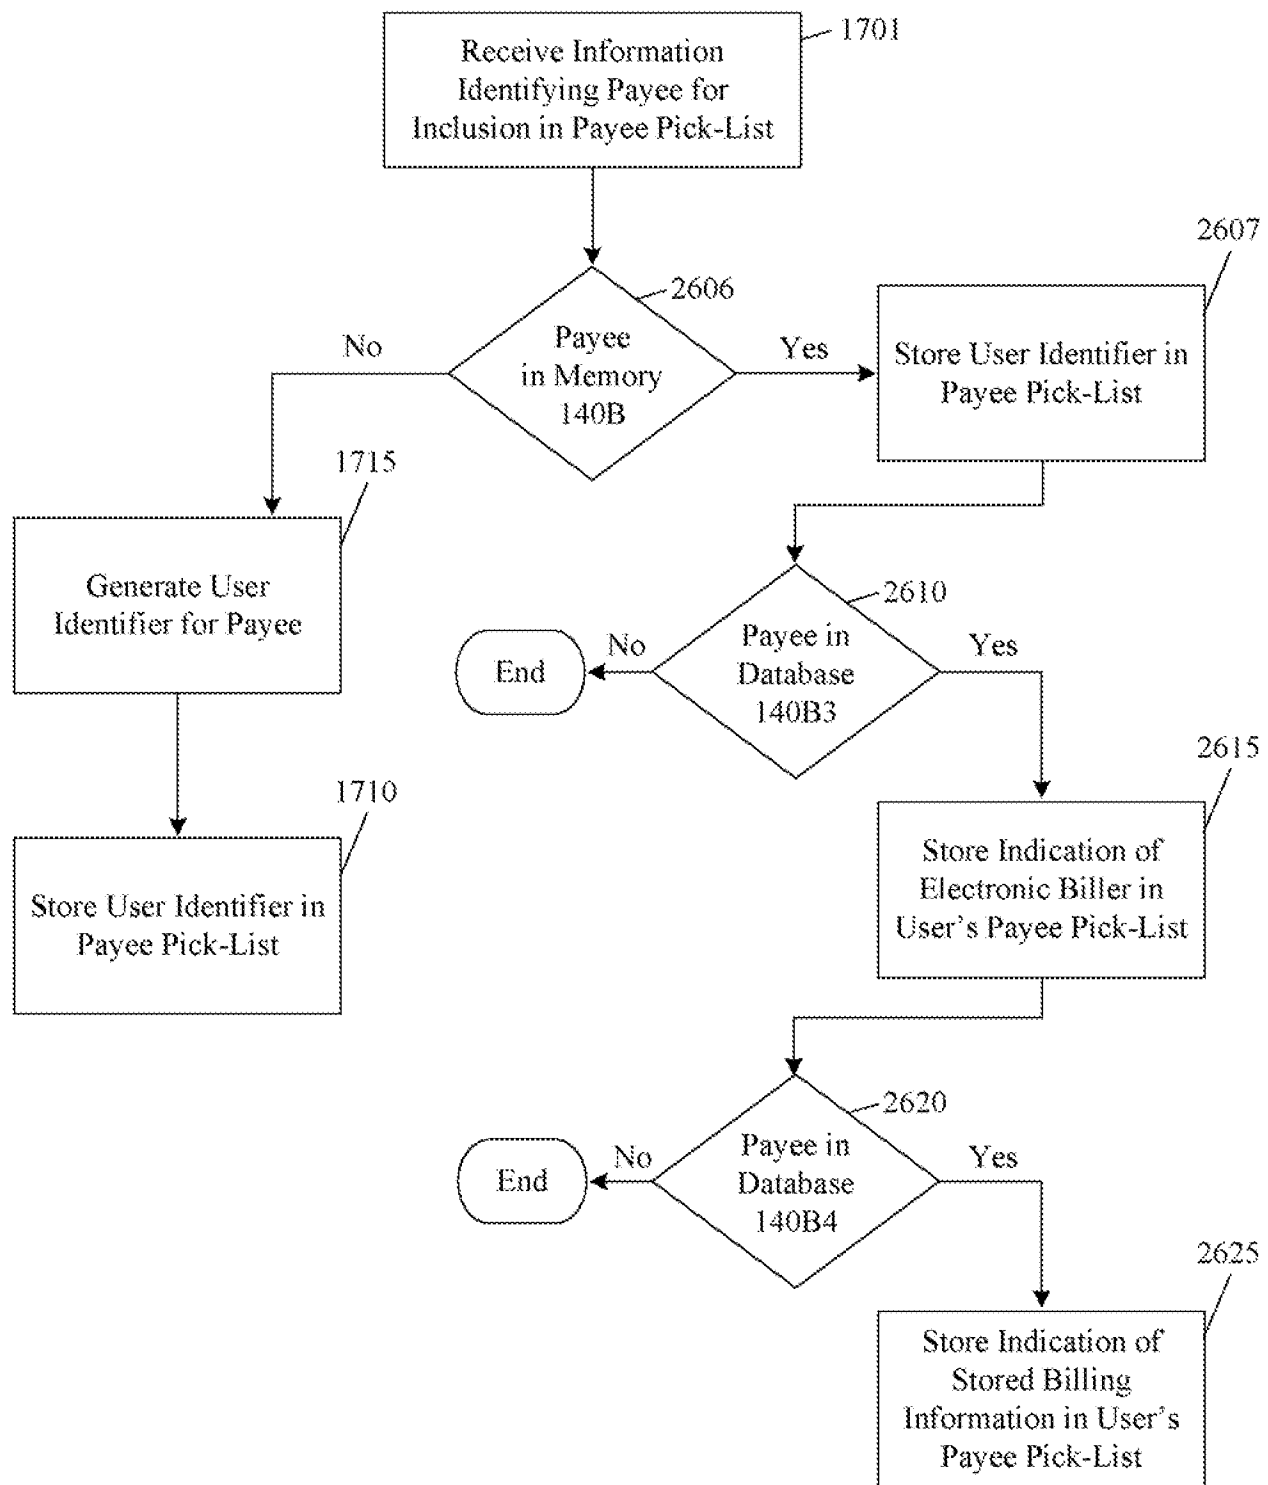 Receive Information
Identifying Payee for
Inclusion in Payee Pick-List
1701
2606
Payee
in Memory
140B
No
Yes
2607
Store User Identifier in
Payee Pick-List
1715
Generate User
Identifier for Payee
2610
Payee in
Database
140B3
No
Yes
End
1710
Store User Identifier in
Payee Pick-List
2615
Store Indication of
Electronic Biller in
User's Payee Pick-List
2620
Payee in
Database
140B4
No
Yes
End
2625
Store Indication of
Stored Billing
Information in User's
Payee Pick-List